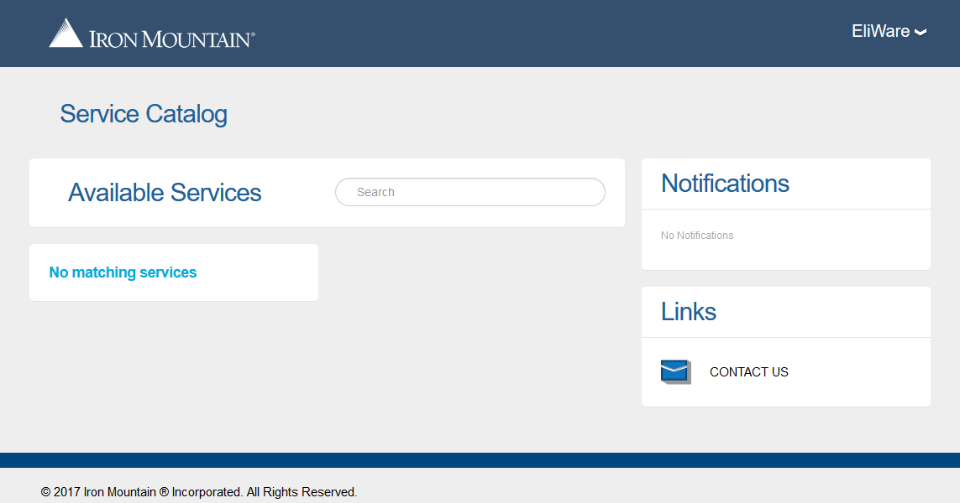 IRON MOUNTAIN®
EliWare
Service Catalog
Available Services
Search
No matching services
Notifications
No Notifications
Links
CONTACT US
© 2017 Iron Mountain ® Incorporated. All Rights Reserved.